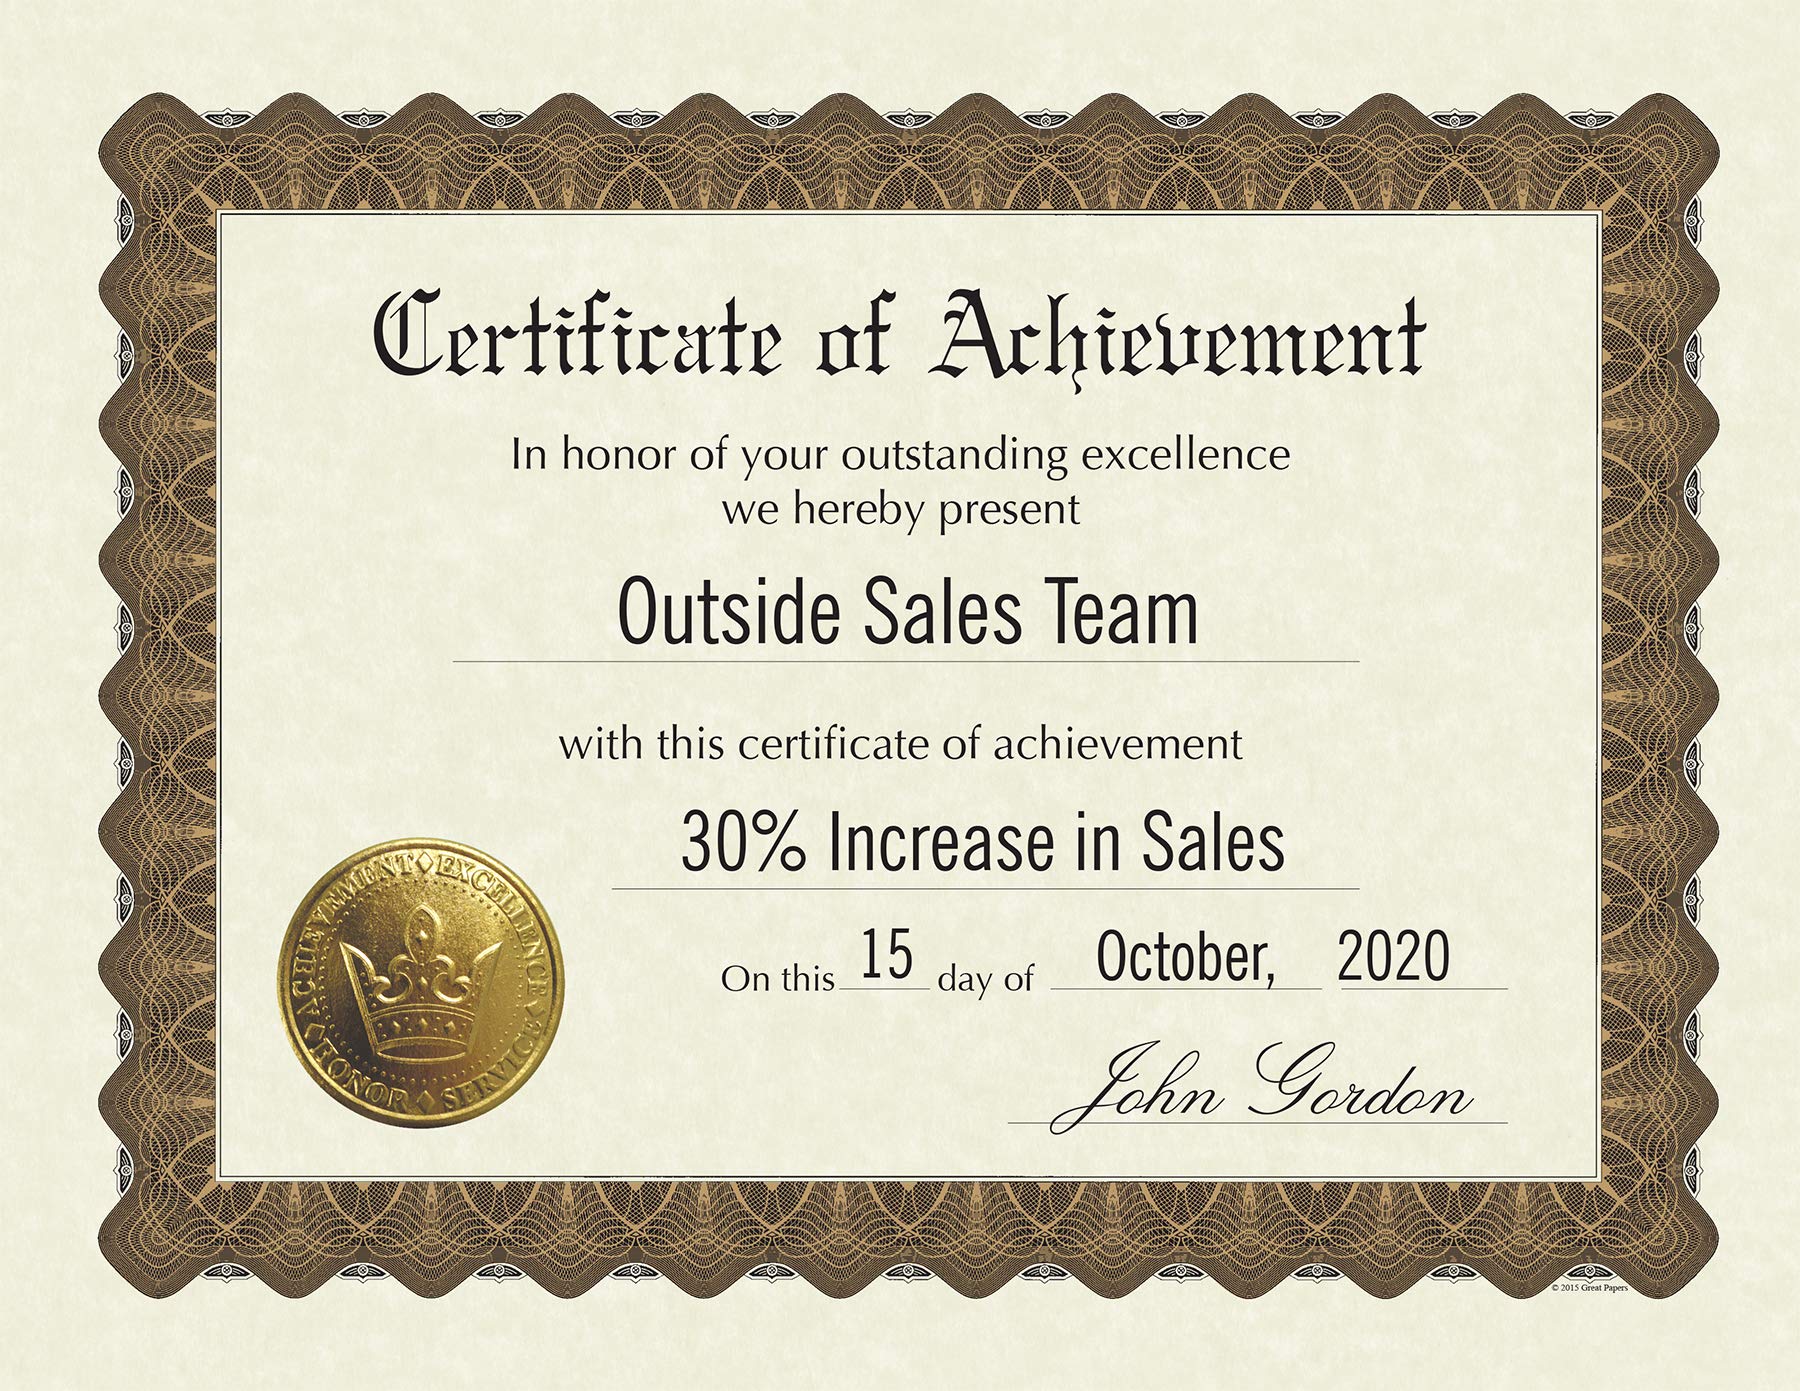 Certificate of Achievement
In honor of your outstanding excellence
we hereby present
Outside Sales Team
with this certificate of achievement
30% Increase in Sales
On this 15 day of October, 2020
John Gordon
ACHIEVEMENT EXCELLENCE SERVICE HONOR
© 2015 Great Papers